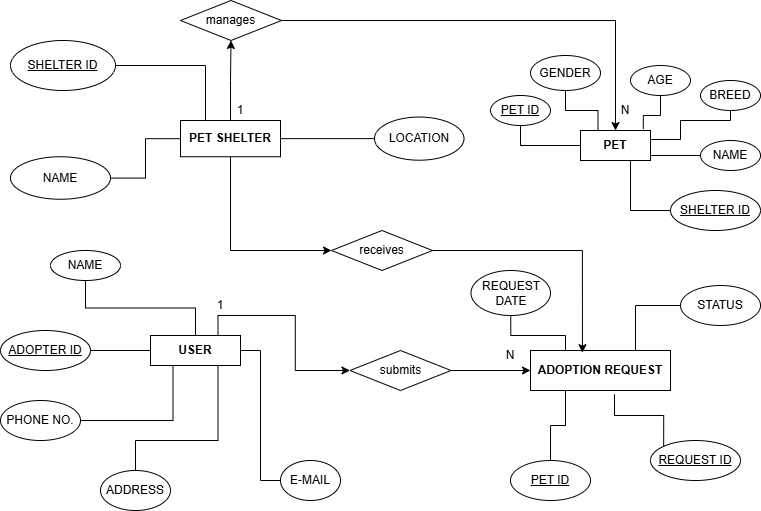 manages
SHELTER ID
1
PET SHELTER
LOCATION
NAME
GENDER
AGE
BREED
PET ID
N
PET
NAME
SHELTER ID
receives
NAME
1
USER
ADOPTER ID
PHONE NO.
ADDRESS
E-MAIL
submits
N
REQUEST
DATE
STATUS
ADOPTION REQUEST
PET ID
REQUEST ID